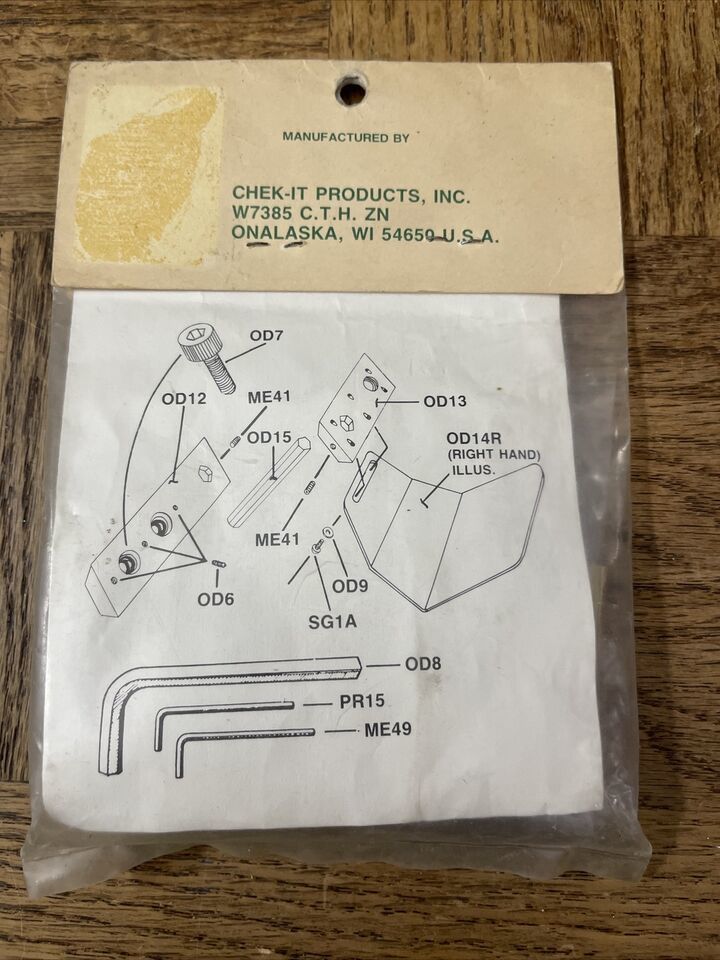 MANUFACTURED BY
CHEK-IT PRODUCTS, INC.
W7385 C.T.H. ZN
ONALASKA, WI 54650 U.S.A.
OD7
OD12
ME41
OD15
OD13
OD14R
(RIGHT HAND)
ILLUS.
ME41
OD6
OD9
SG1A
OD8
PR15
ME49